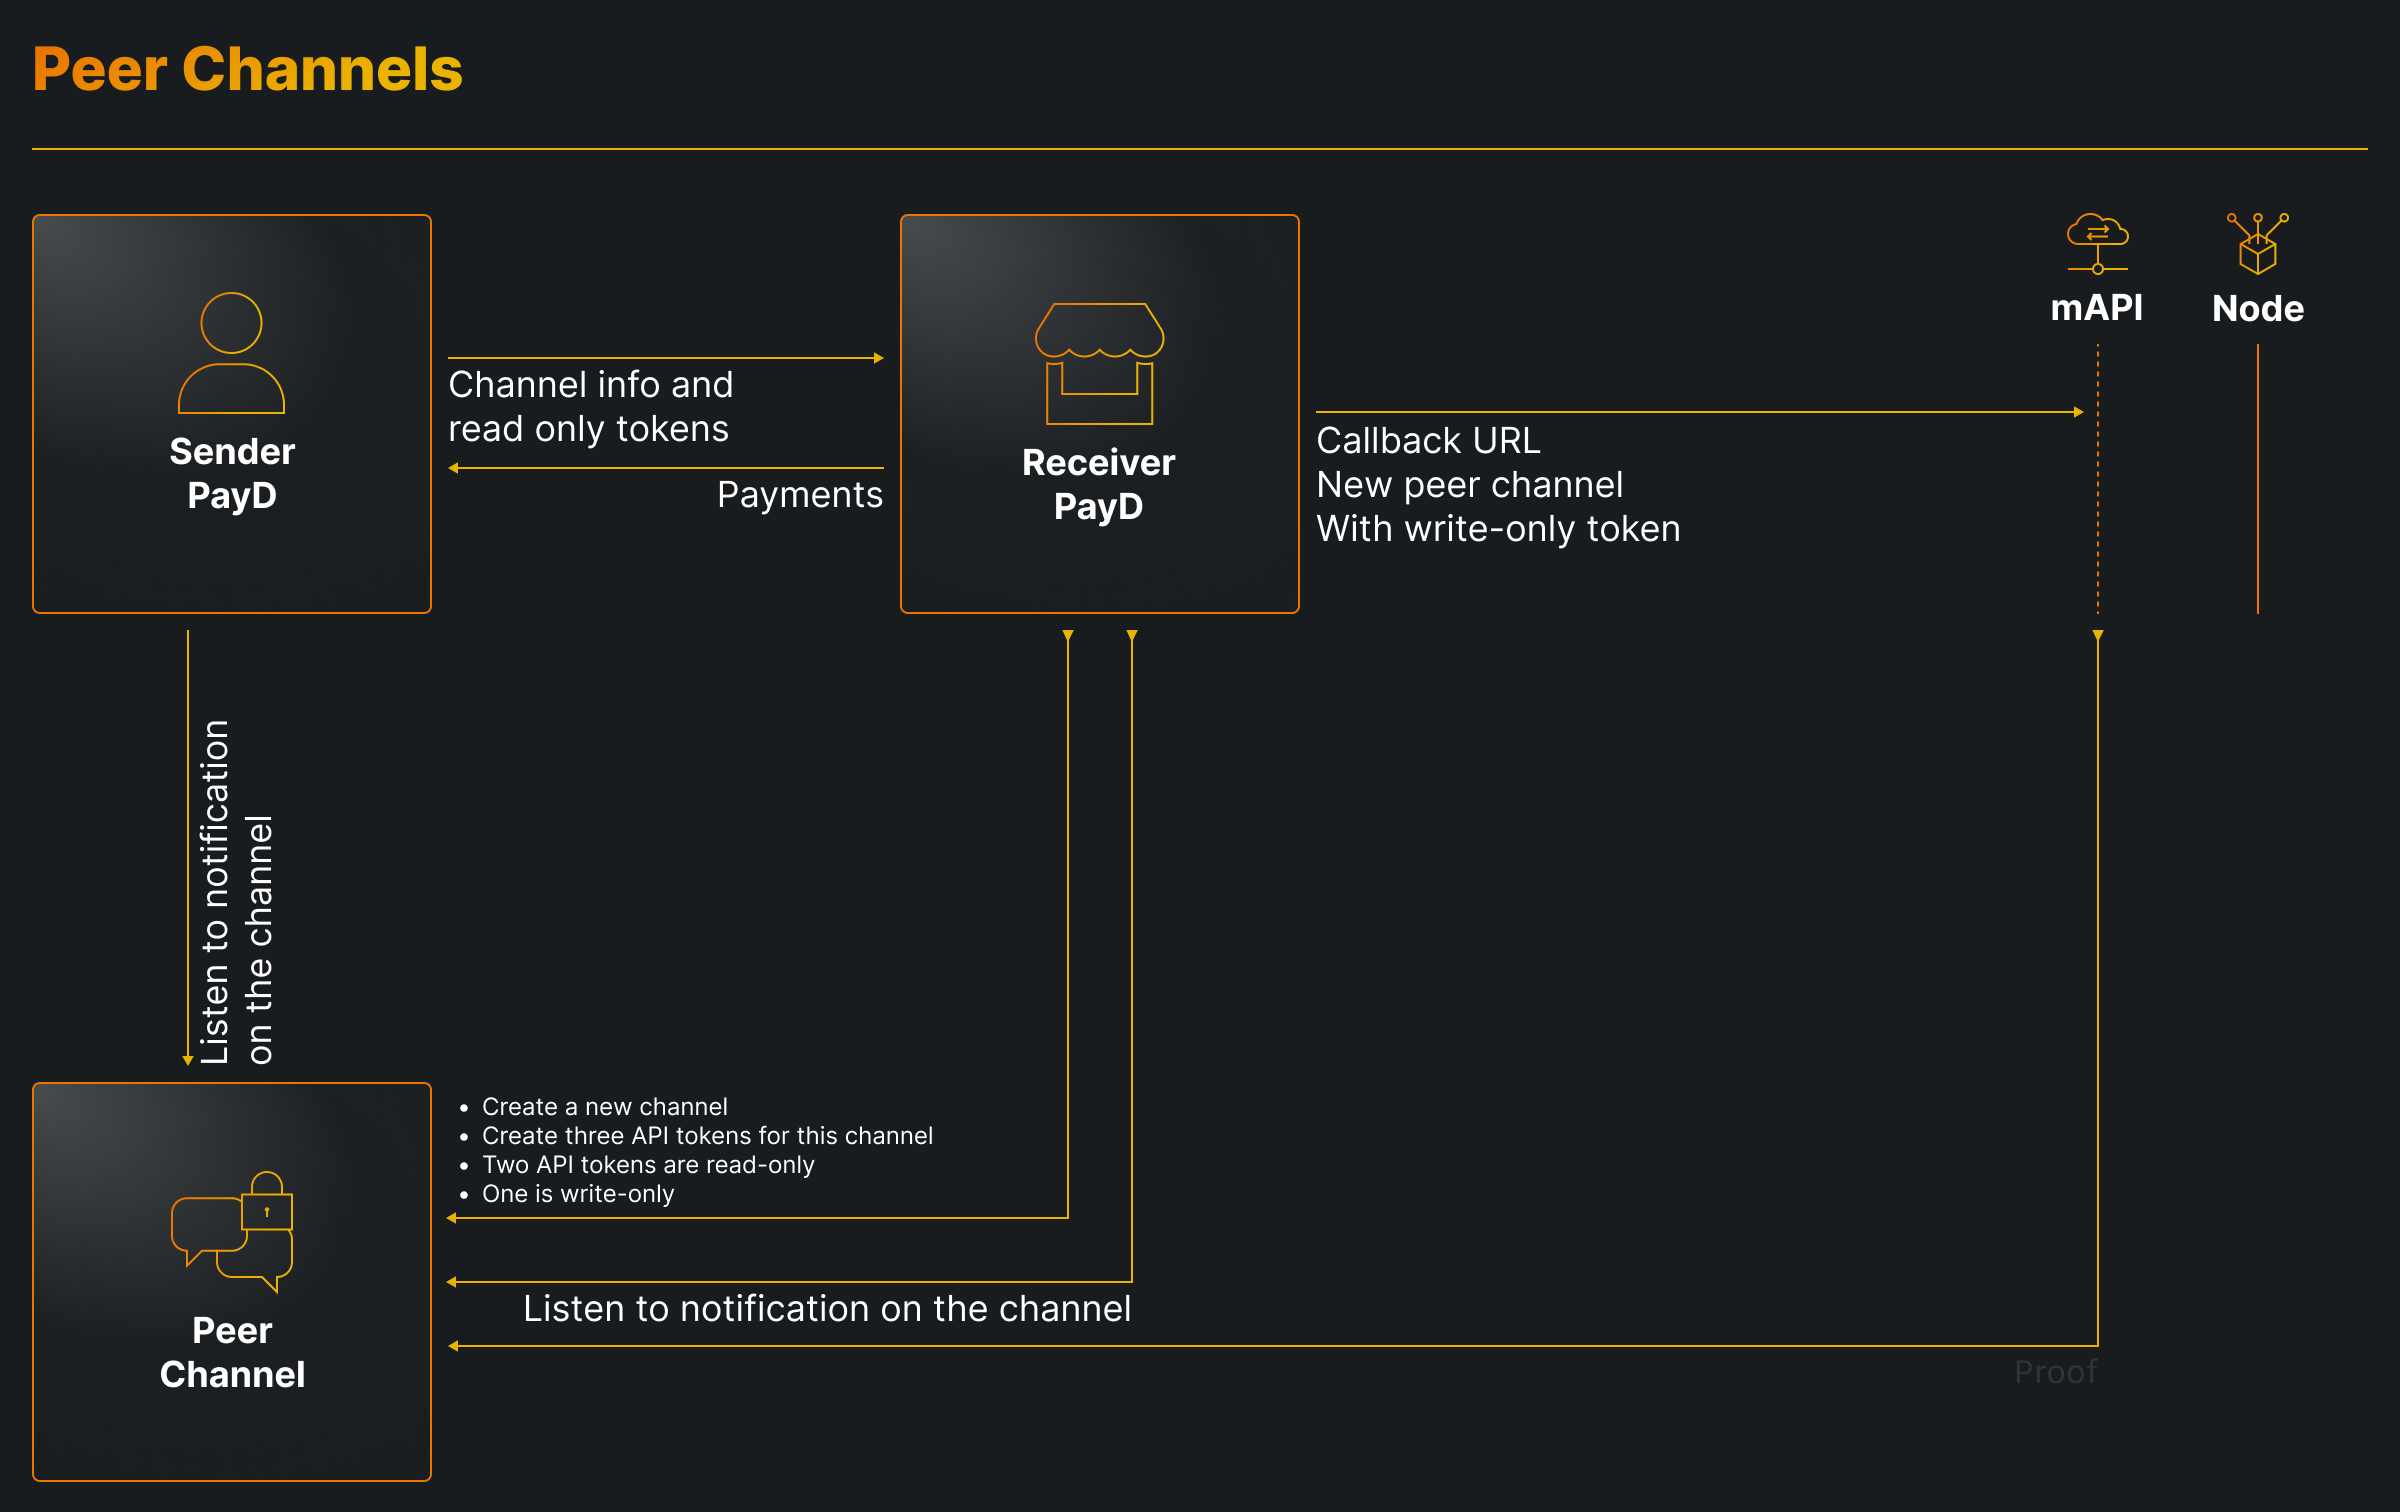 Peer Channels
Sender
PayD
Channel info and
read only tokens
Payments
Receiver
PayD
Callback URL
New peer channel
With write-only token
mAPI
Node
Listen to notification
on the channel
Peer
Channel
• Create a new channel
• Create three API tokens for this channel
• Two API tokens are read-only
• One is write-only
Listen to notification on the channel
Proof